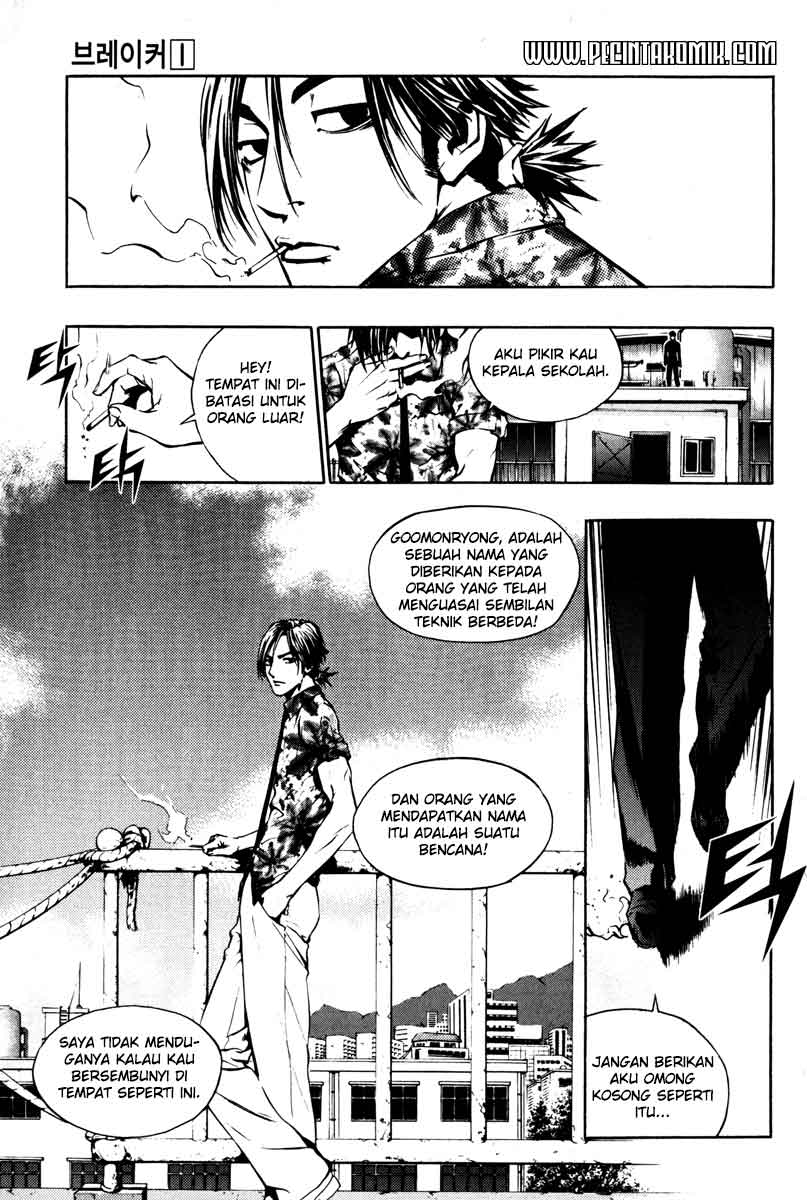 브레이커 1
WWW.PECINTAKOMIK.COM
HEY!
TEMPAT INI DI-
BATASI UNTUK
ORANG LUAR!
AKU PIKIR KAU
KEPALA SEKOLAH.
탁
탁
GOOMONRYONG, ADALAH
SEBUAH NAMA YANG
DIBERIKAN KEPADA
ORANG YANG TELAH
MENGUASAI SEMBILAN
TEKNIK BERBEDA!
DAN ORANG YANG
MENDAPATKAN NAMA
ITU ADALAH SUATU
BENCANA!
턱
SAYA TIDAK MENDU-
GANYA KALAU KAU
BERSEMBUNYI DI
TEMPAT SEPERTI INI.
JANGAN BERIKAN
AKU OMONG
KOSONG SEPERTI
ITU...